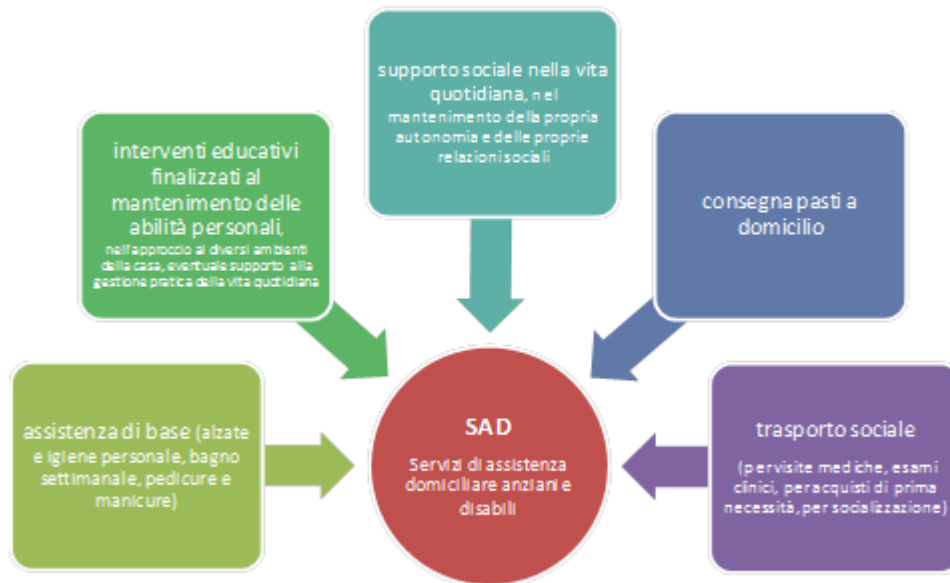 supporto sociale nella vita
quotidiana, nel
mantenimento della propria
autonomia e delle proprie
relazioni sociali
interventi educativi
finalizzati al
mantenimento delle
abilità personali,
nell'approccio ai diversi ambienti
della casa, eventuale supporto alla
gestione pratica della vita quotidiana
consegna pasti a
domicilio
assistenza di base (alzate
e igiene personale, bagno
settimanale, pedicure e
manicure)
SAD
Servizi di assistenza
domiciliare anziani e
disabili
trasporto sociale
(per visite mediche, esami
clinici, per acquisti di prima
necessità, per socializzazione)